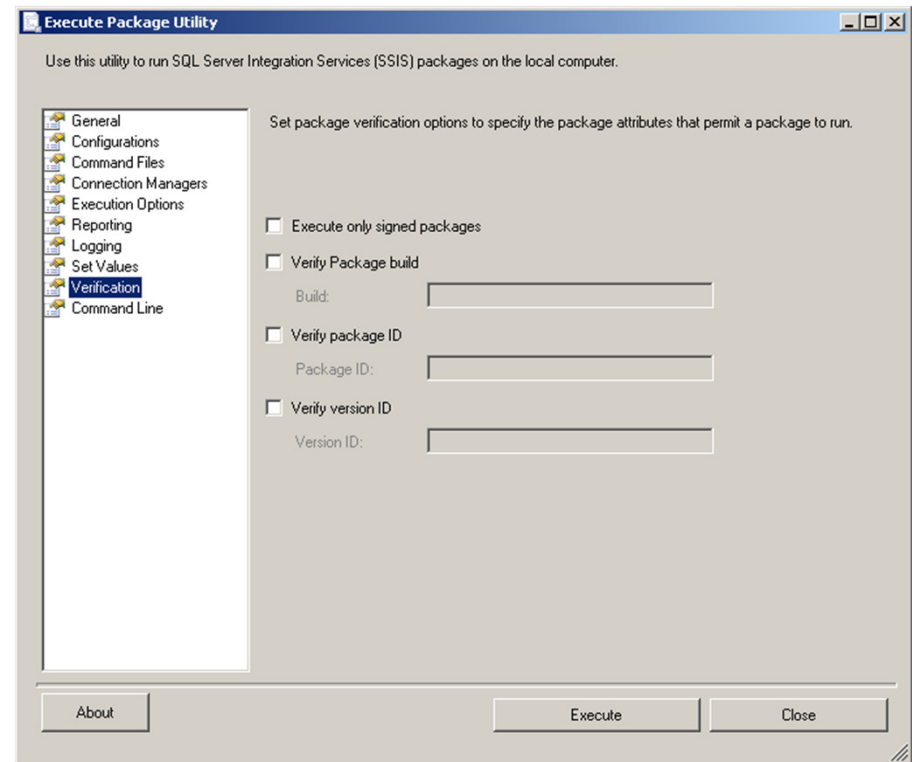 Execute Package Utility
Use this utility to run SQL Server Integration Services (SSIS) packages on the local computer.
General
Configurations
Command Files
Connection Managers
Execution Options
Reporting
Logging
Set Values
Verification
Command Line
Set package verification options to specify the package attributes that permit a package to run.
Execute only signed packages
Verify Package build
Build:
Verify package ID
Package ID:
Verify version ID
Version ID:
About
Execute
Close